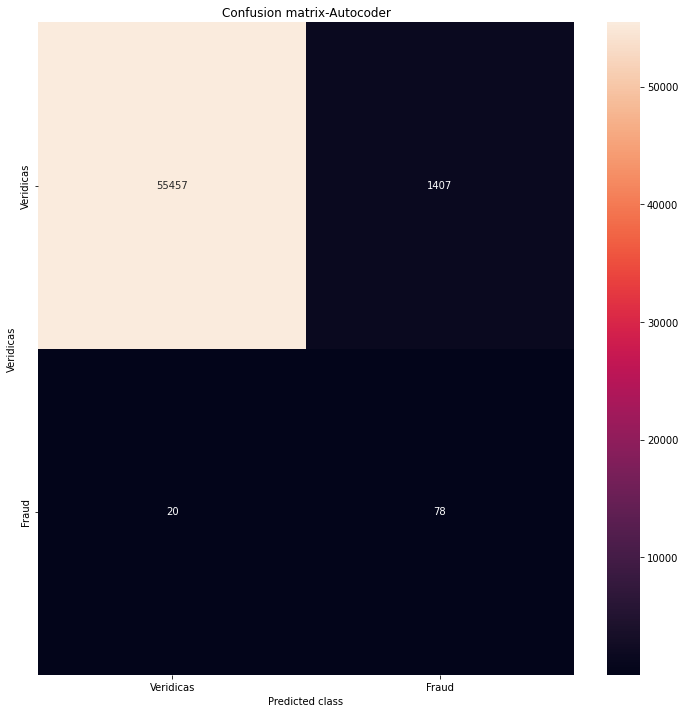 Confusion matrix-Autocoder
Veridicas
Veridicas
Fraud
55457
1407
20
78
Veridicas
Fraud
Predicted class
50000
40000
30000
20000
10000